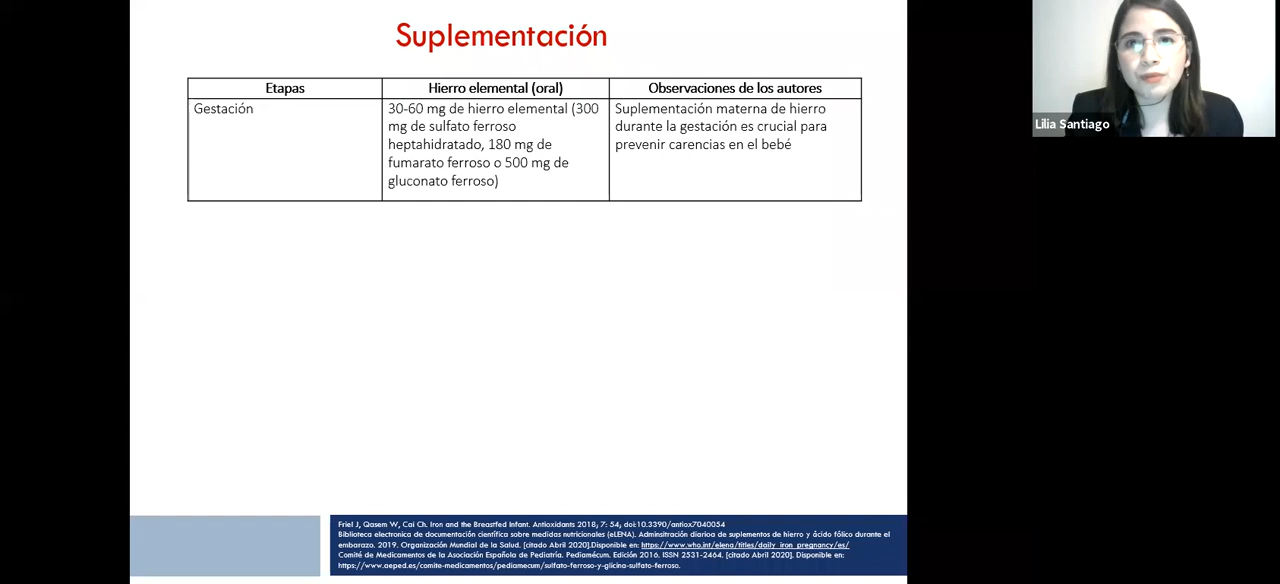 Suplementación
Etapas
Hierro elemental (oral)
Observaciones de los autores
Gestación
30-60 mg de hierro elemental (300
mg de sulfato ferroso
heptahidratado, 180 mg de
fumarato ferroso o 500 mg de
gluconato ferroso)
Suplementación materna de hierro
durante la gestación es crucial para
prevenir carencias en el bebé
Lilia Santiago
Friel J, Qasem W, Cai Ch. Iron and the Breastfed Infant. Antioxidants 2018, 7: 54, doi:10.3390/antiox7040054
Biblioteca electronica de documentación científica sobre medidas nutricionales (eLENA). Adminsitración diarioa de suplementos de hierro y ácido fólico durante el
embarazo. 2019. Organización Mundial de la Salud. [citado Abril 2020].Disponible en: https://www.who.int/elena/titles/daily_iron_pregnancy/es/
Comité de Medicamentos de la Asociación Española de Pediatría. Pediamécum. Edición 2016. ISSN 2531-2464. [citado Abril 2020]. Disponible en:
https://www.aeped.es/comite-medicamentos/pediamecum/sulfato-ferroso-y-glicina-sulfato-ferroso.